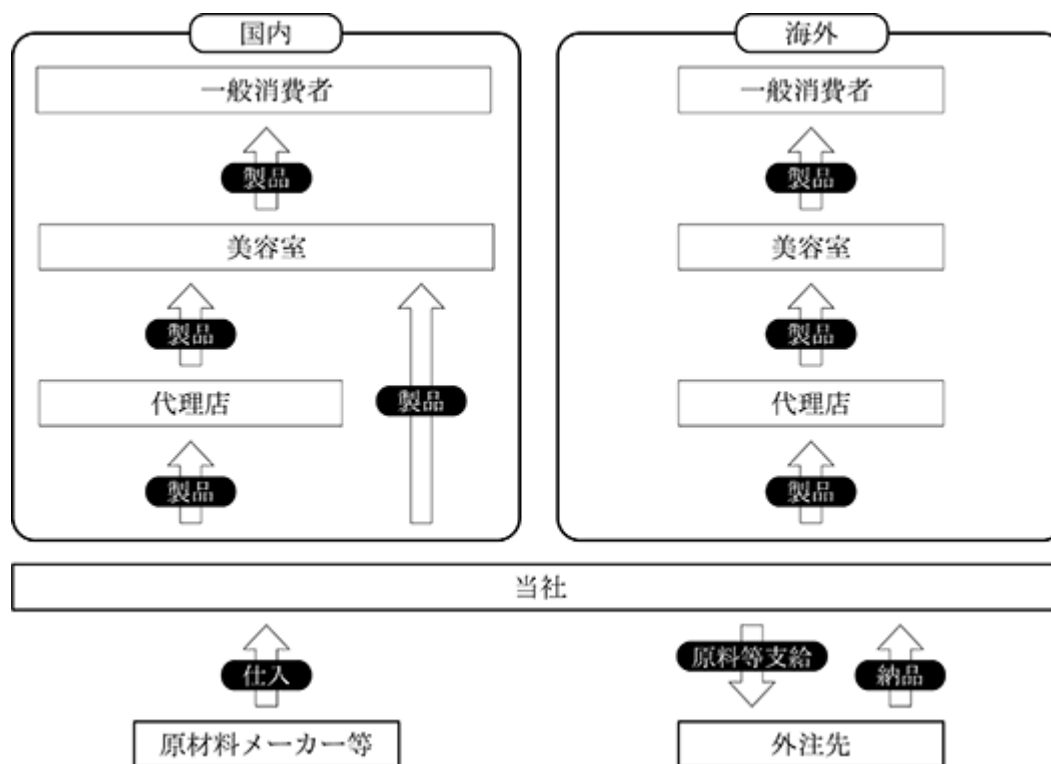 国内
一般消費者
製品
美容室
製品
製品
代理店
製品
海外
一般消費者
製品
美容室
製品
代理店
製品
当社
仕入
原材料メーカー等
原料等支給
納品
外注先